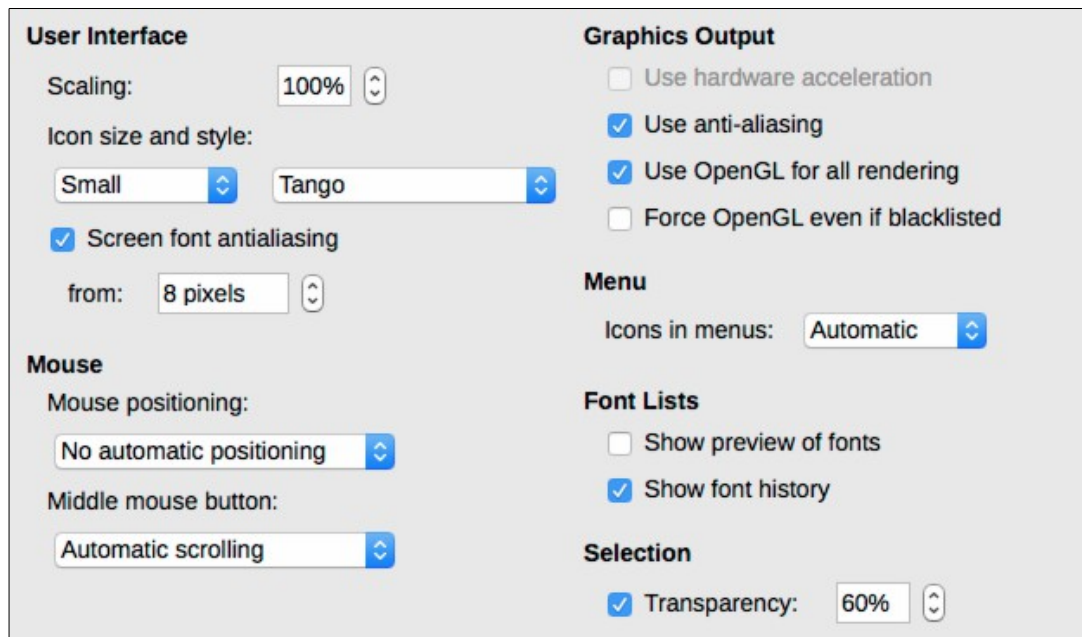 User Interface
Scaling: 100%
Icon size and style:
Small Tango
Screen font antialiasing
from: 8 pixels
Mouse
Mouse positioning:
No automatic positioning
Middle mouse button:
Automatic scrolling
Graphics Output
Use hardware acceleration
Use anti-aliasing
Use OpenGL for all rendering
Force OpenGL even if blacklisted
Menu
Icons in menus: Automatic
Font Lists
Show preview of fonts
Show font history
Selection
Transparency: 60%